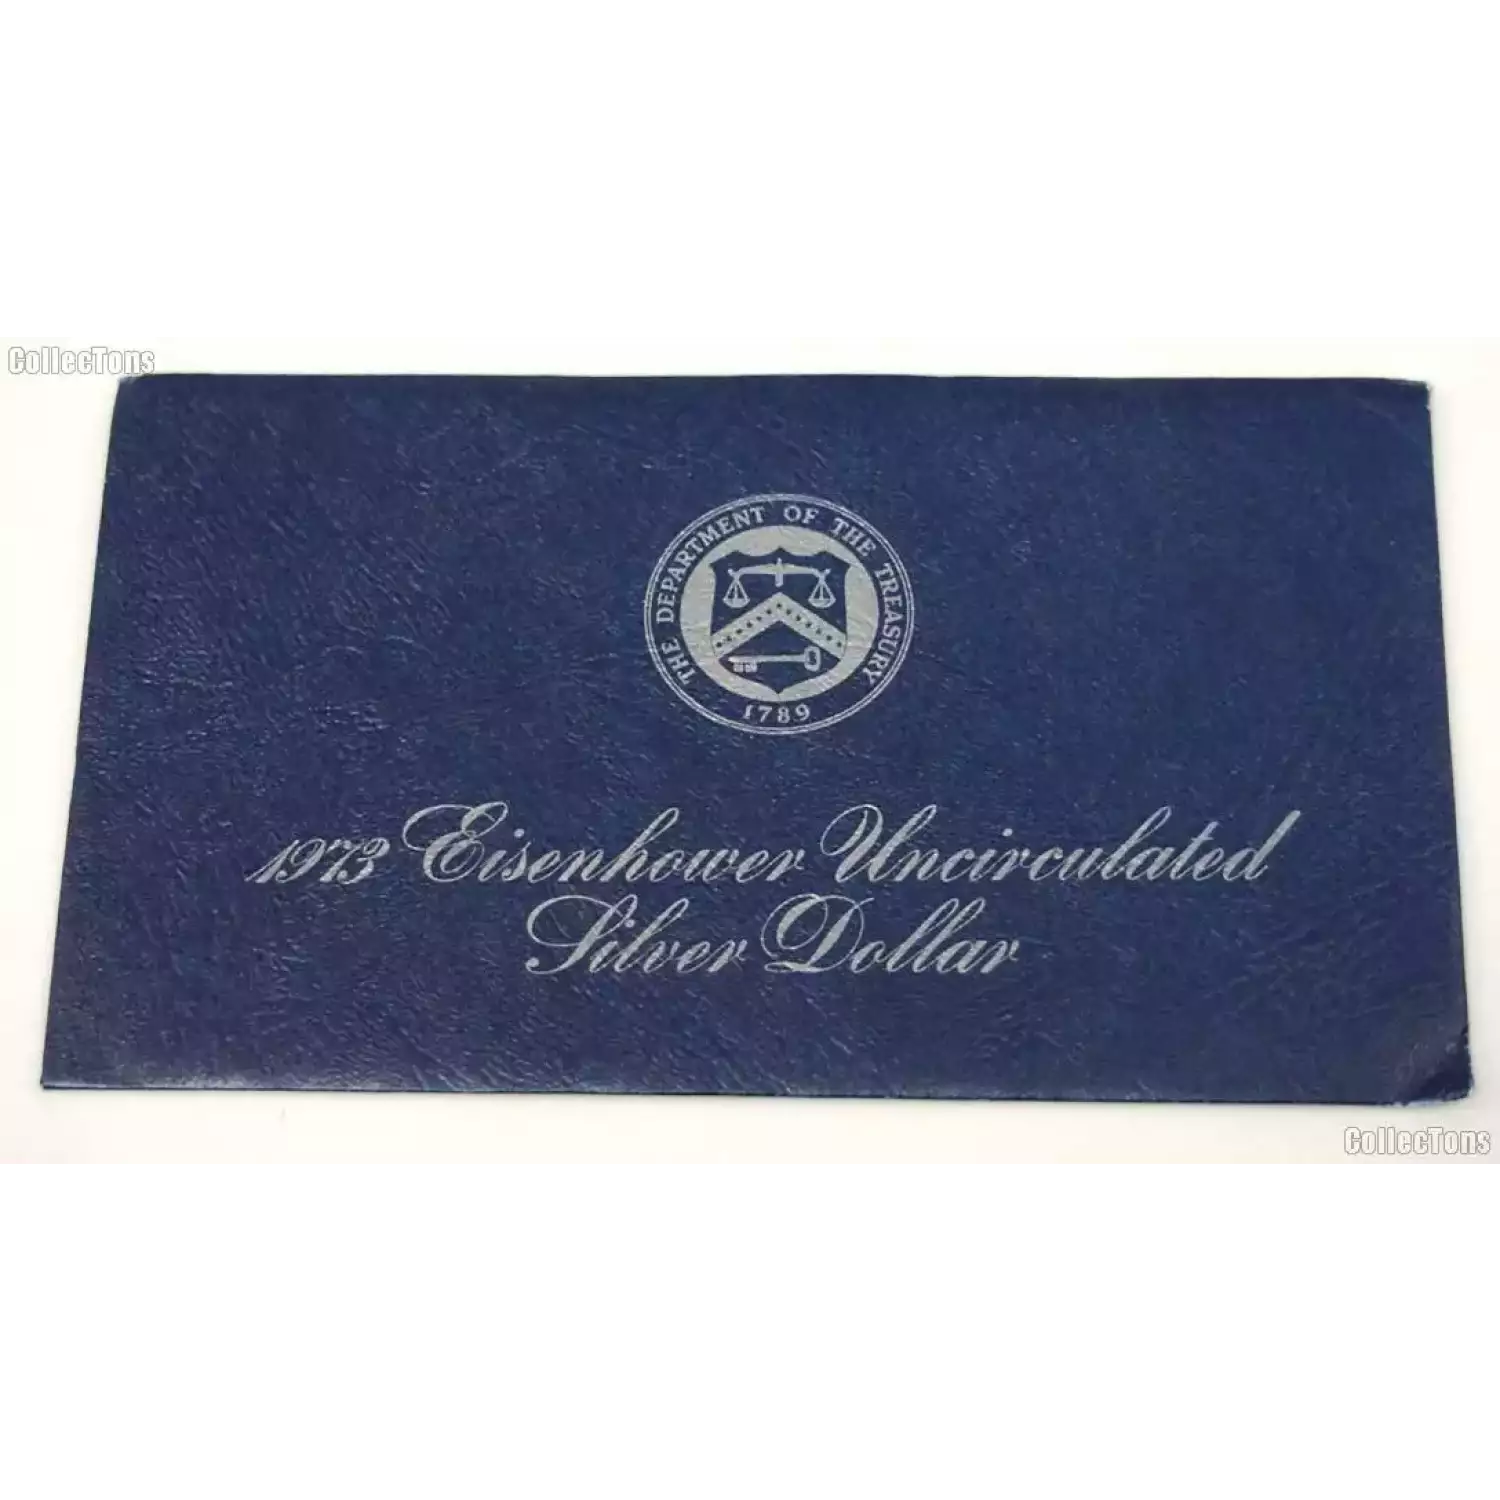 CollecTons
THE DEPARTMENT OF THE TREASURY
1789
1973 Eisenhower Uncirculated
Silver Dollar
CollecTons